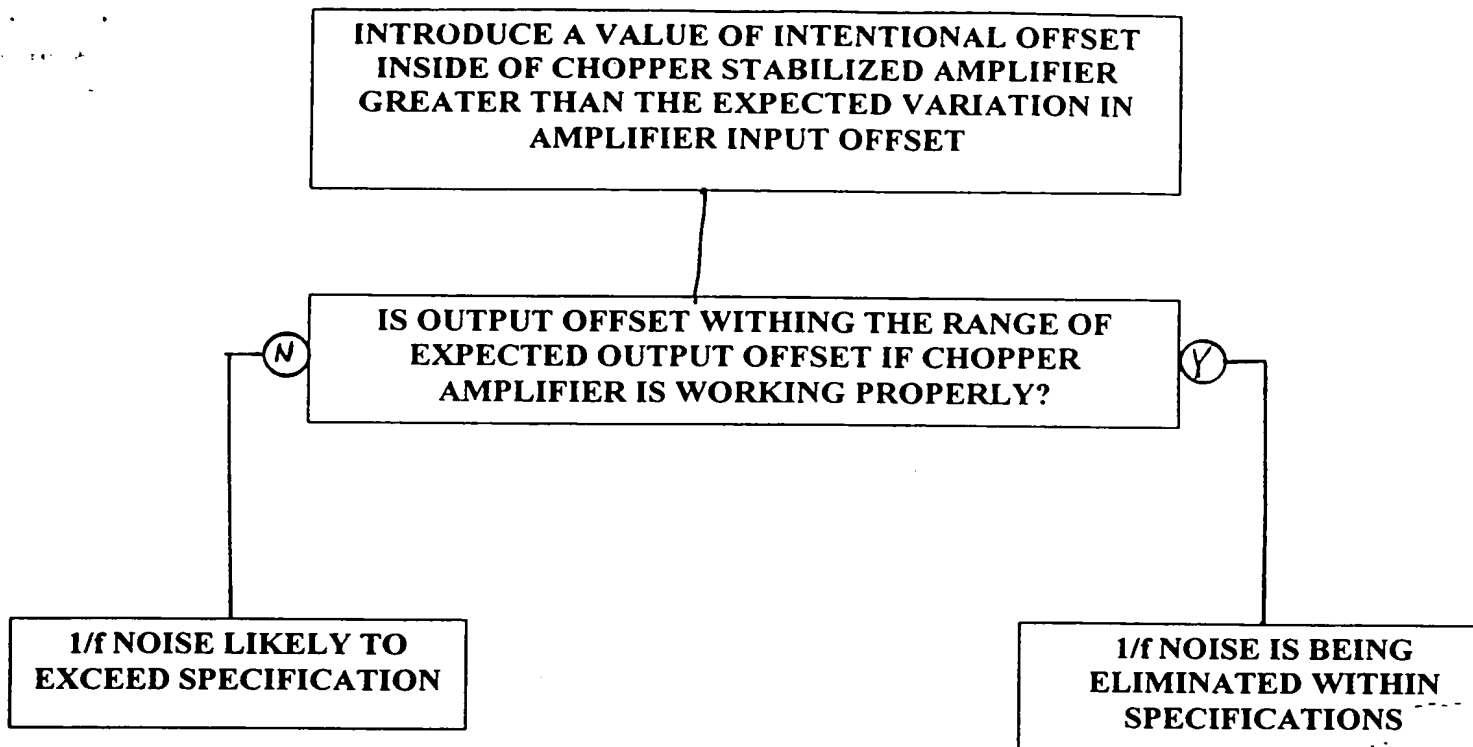 INTRODUCE A VALUE OF INTENTIONAL OFFSET
INSIDE OF CHOPPER STABILIZED AMPLIFIER
GREATER THAN THE EXPECTED VARIATION IN
AMPLIFIER INPUT OFFSET
IS OUTPUT OFFSET WITHING THE RANGE OF
EXPECTED OUTPUT OFFSET IF CHOPPER
AMPLIFIER IS WORKING PROPERLY?
N
Y
1/f NOISE LIKELY TO
EXCEED SPECIFICATION
1/f NOISE IS BEING
ELIMINATED WITHIN
SPECIFICATIONS